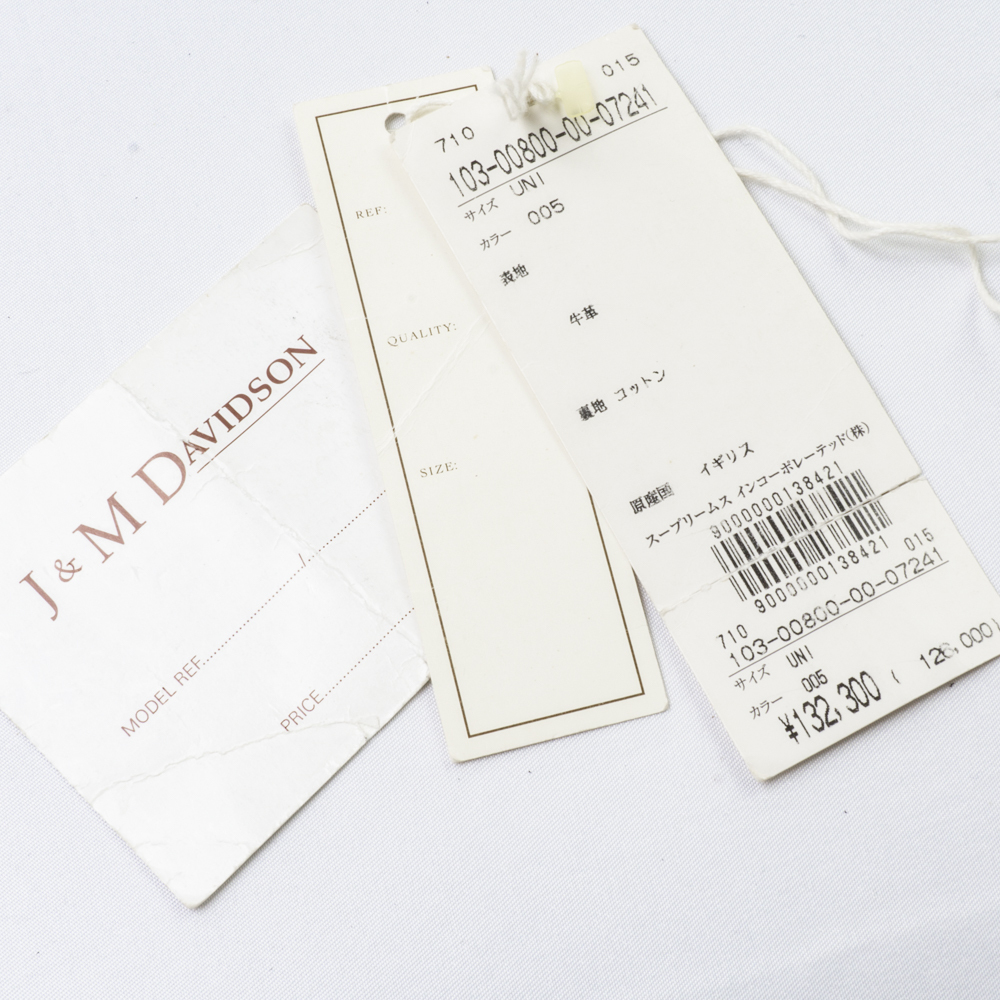 J & M DAVIDSON
/
MODEL REF.
PRICE
REF:
QUALITY:
SIZE:
710 015
103-00800-00-07241
サイズ UNI
カラー 005
表地
牛革
裏地 コットン
原産国 イギリス
スープリームス インコーポレーテッド(株)
9000000138421
9000000138421
710 015
103-00800-00-07241
サイズ UNI
カラー 005
¥132,300 ( 126,000)